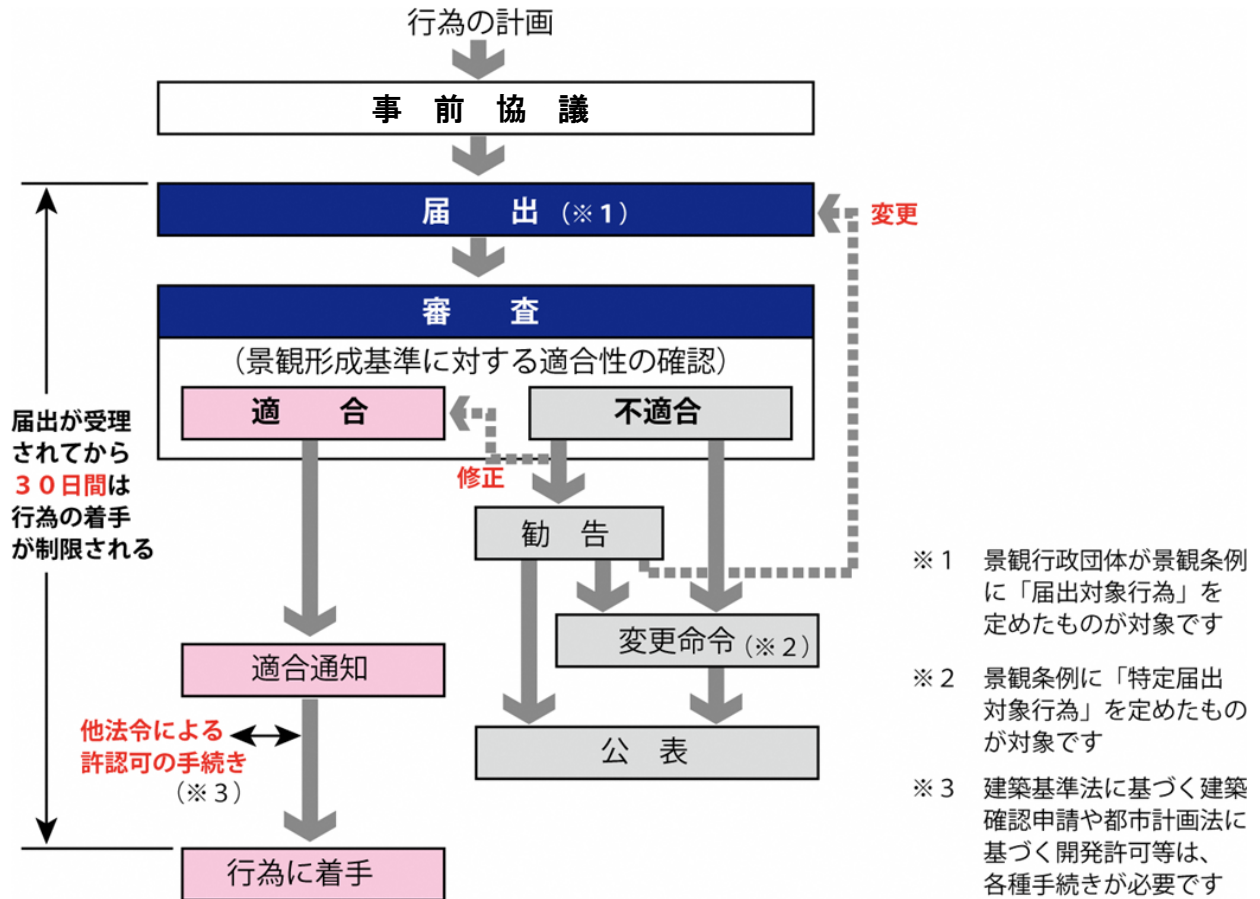 行為の計画
事前協議
届出（※１）
変更
審査
（景観形成基準に対する適合性の確認）
適合
不適合
修正
届出が受理
されてから
３０日間は
行為の着手
が制限される
勧告
変更命令（※２）
適合通知
公表
他法令による
許認可の手続き
（※３）
行為に着手
※１　景観行政団体が景観条例
に「届出対象行為」を
定めたものが対象です
※２　景観条例に「特定届出
対象行為」を定めたもの
が対象です
※３　建築基準法に基づく建築
確認申請や都市計画法に
基づく開発許可等は、
各種手続きが必要です